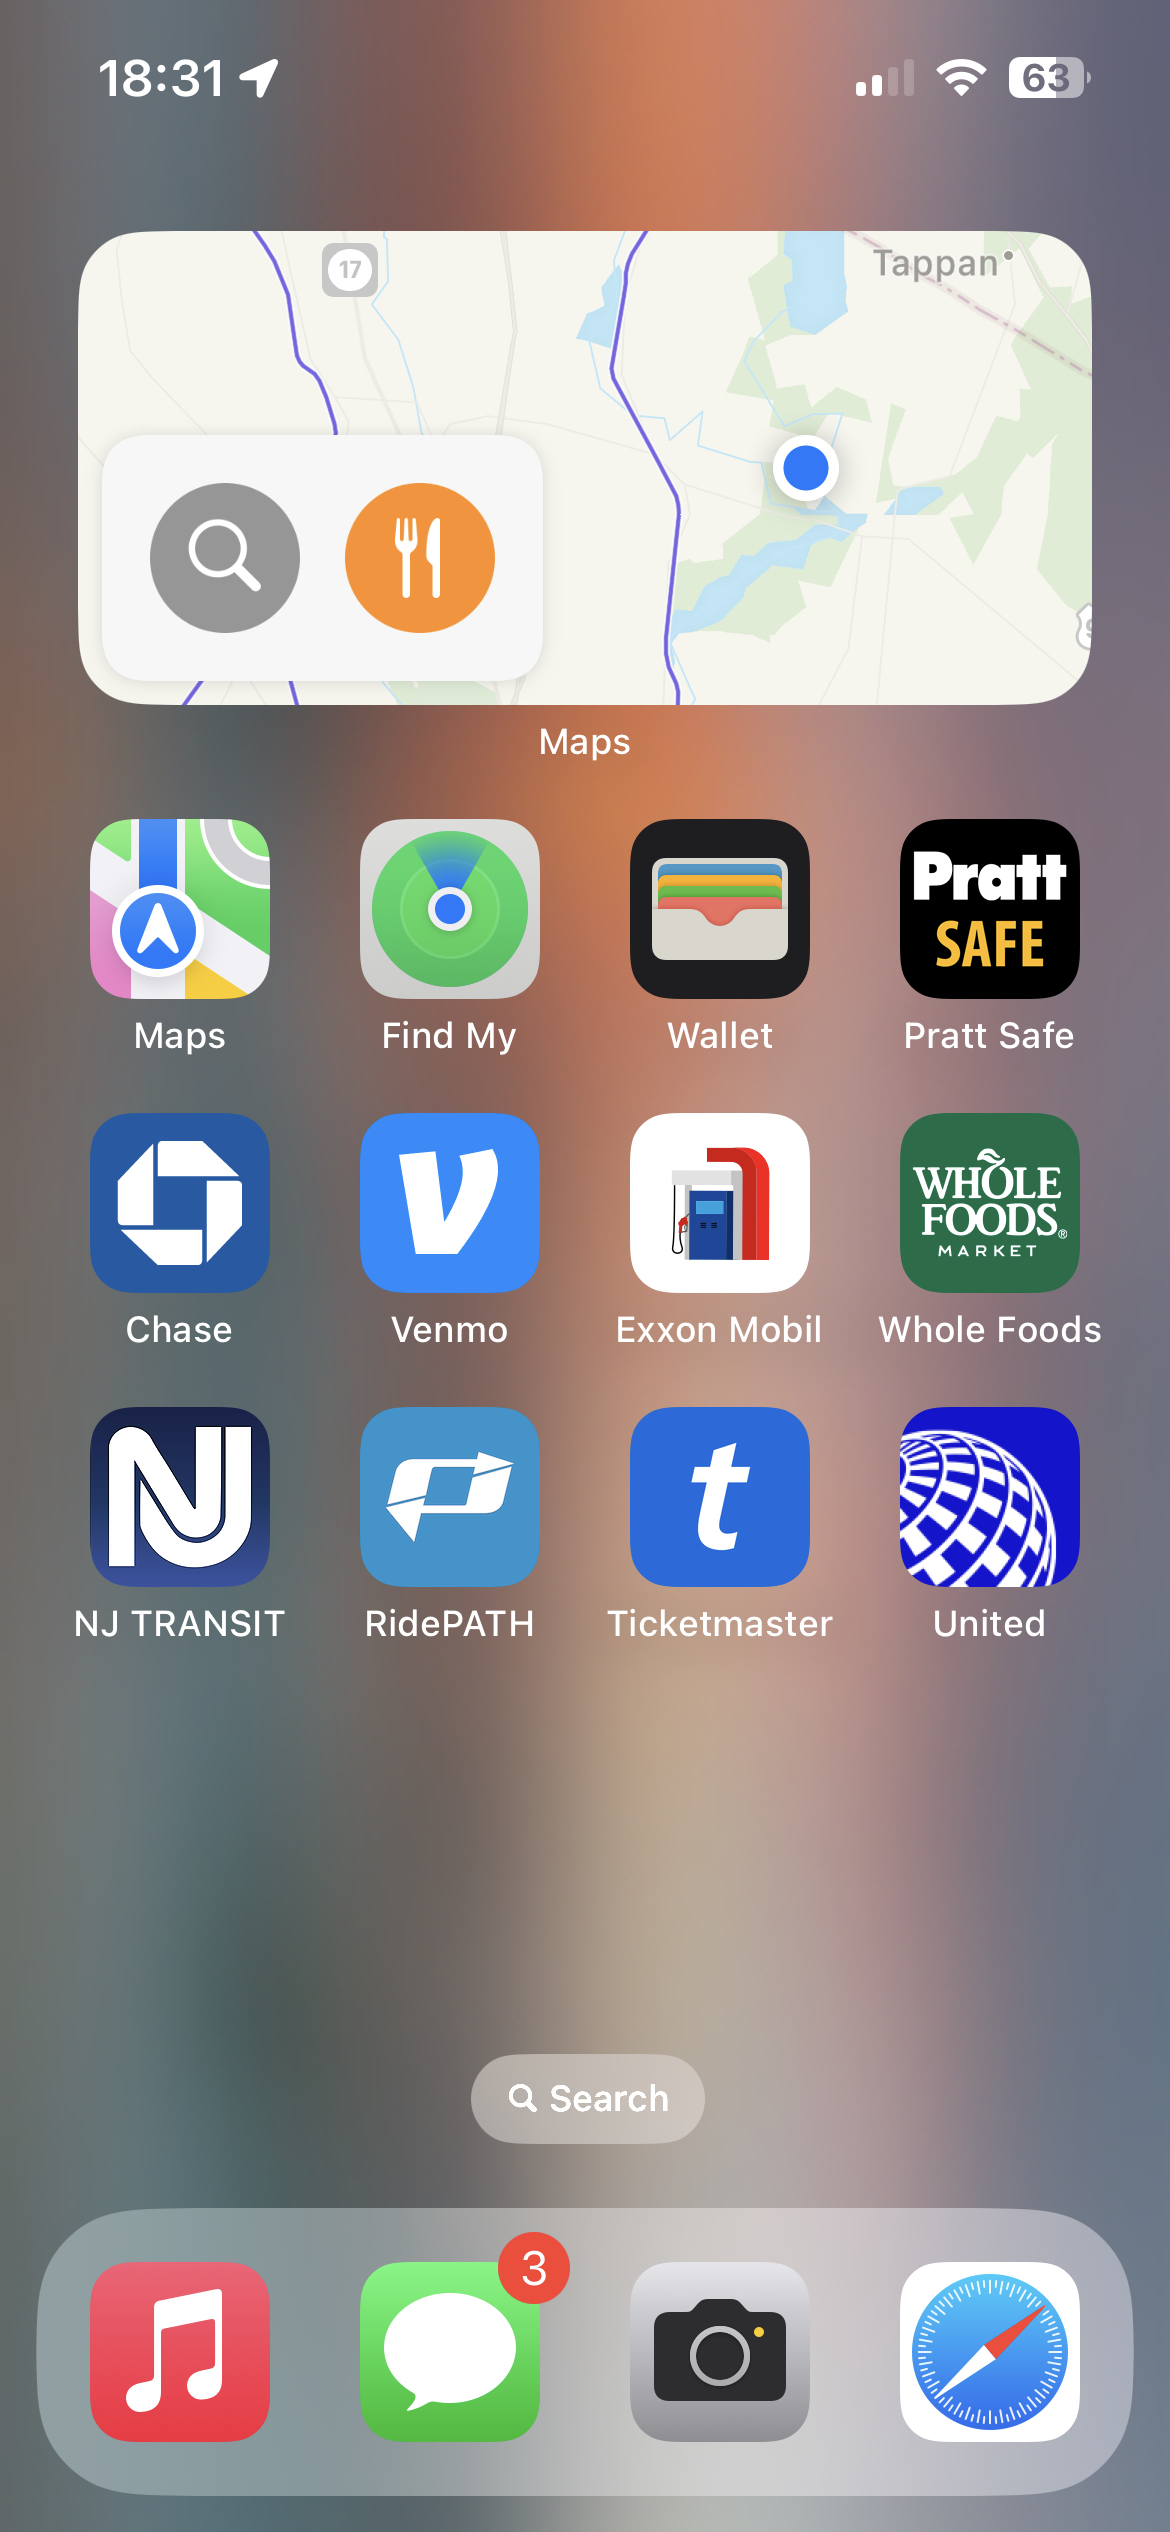 18:31
63
17
Tappan
Maps
Pratt
SAFE
Maps
Find My
Wallet
Pratt Safe
v
WHOLE
FOODS®
MARKET
Chase
Venmo
Exxon Mobil
Whole Foods
NJ
t
NJ TRANSIT
RidePATH
Ticketmaster
United
Search
3